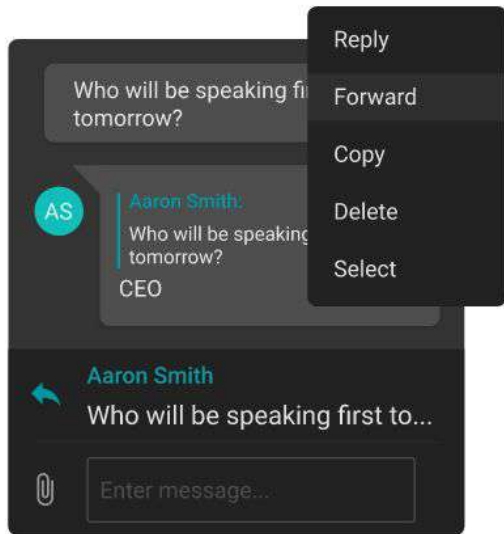 Reply
Who will be speaking
Forward
tomorrow?
Copy
AS
Aaron Smith:
Delete
Who will be speaking
tomorrow?
Select
CEO
Aaron Smith
Who will be speaking first to...
Enter message...